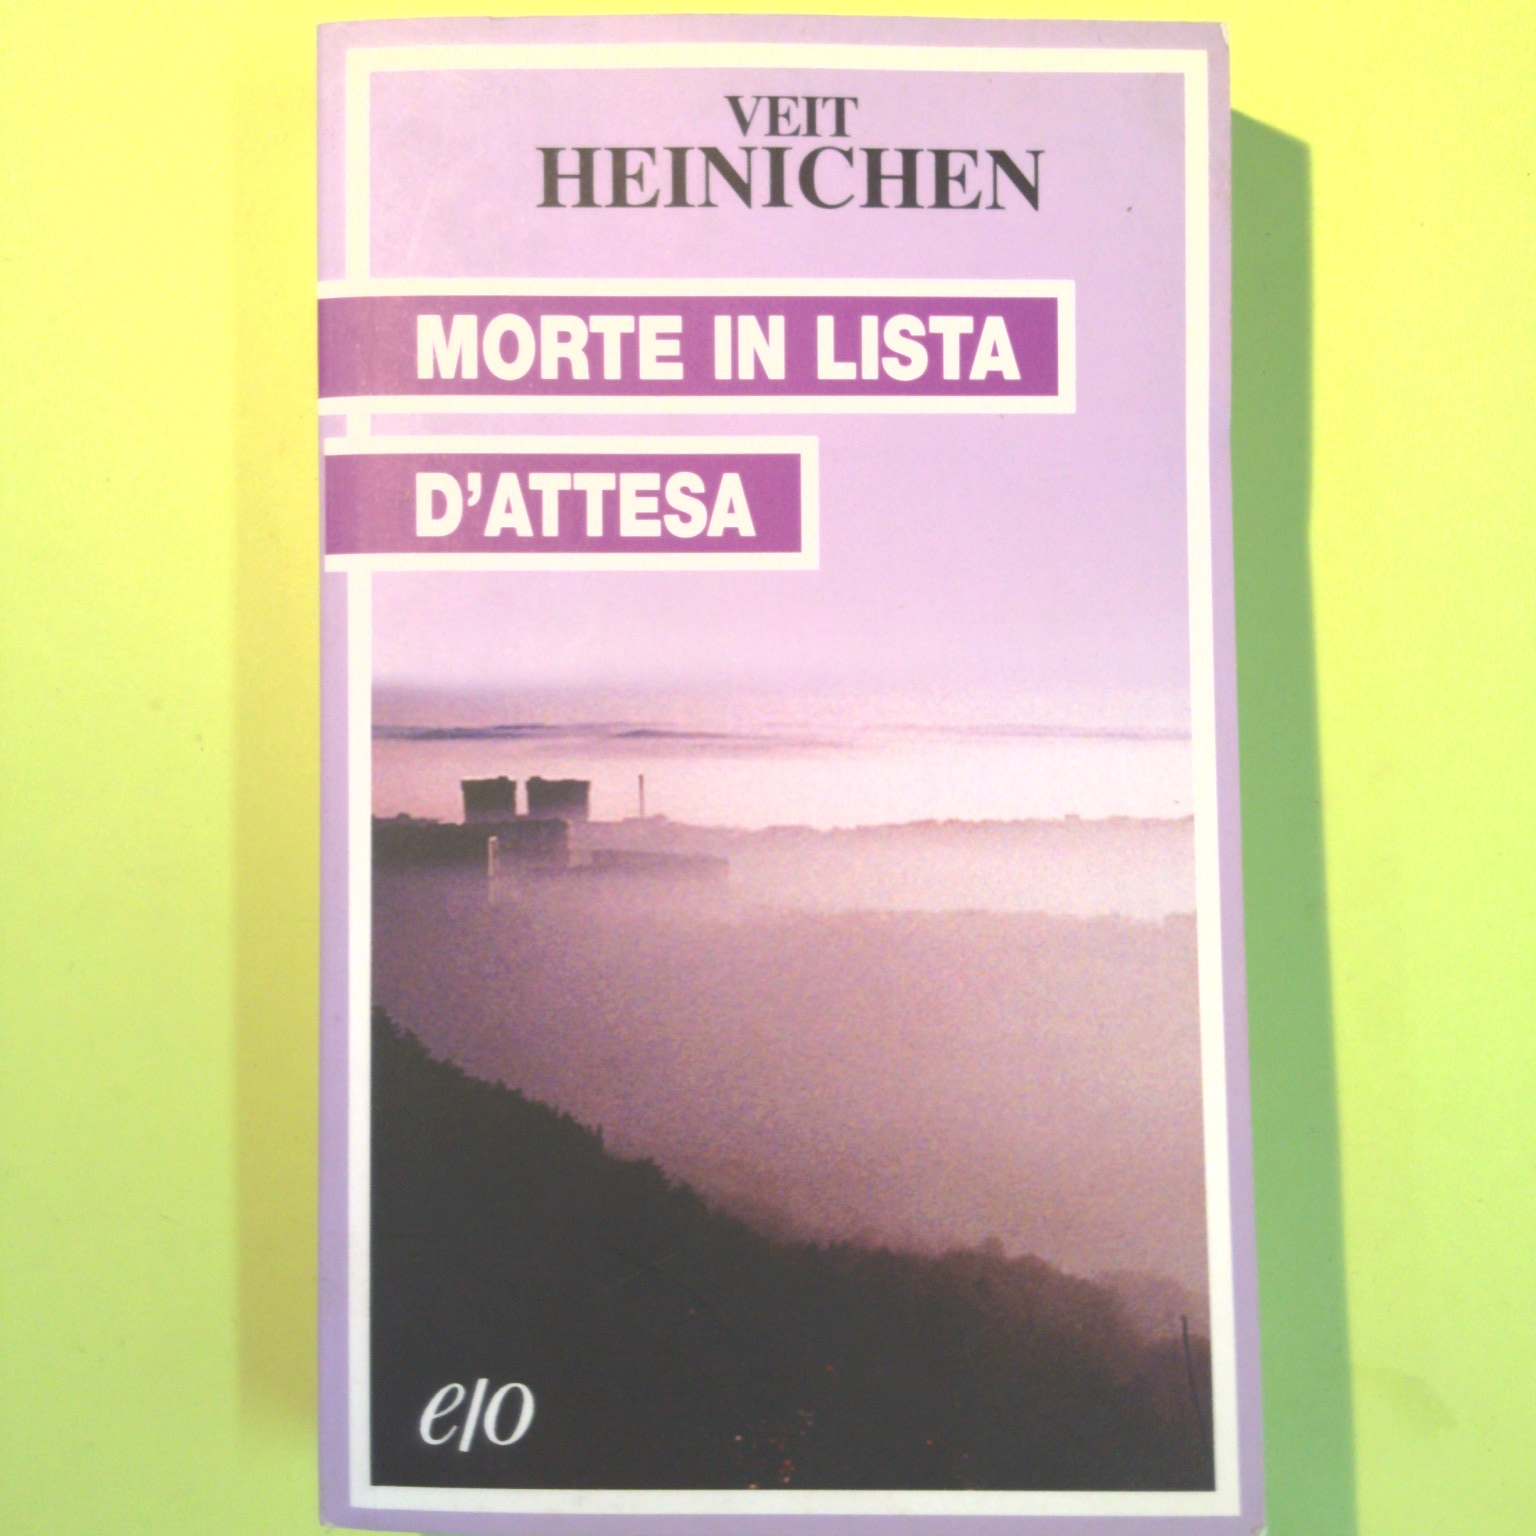 VEIT
HEINICHEN
MORTE IN LISTA
D'ATTESA
e/o